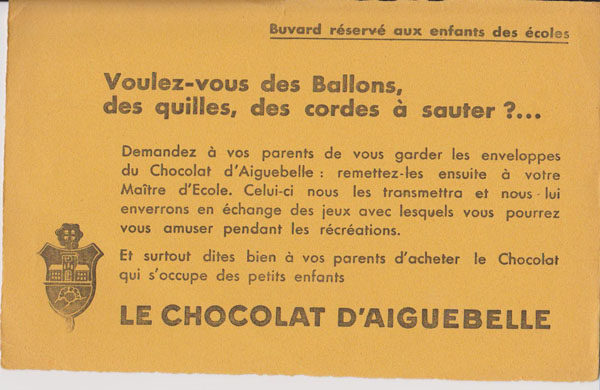 Buvard réservé aux enfants des écoles
Voulez-vous des Ballons,
des quilles, des cordes à sauter ?...
Demandez à vos parents de vous garder les enveloppes
du Chocolat d'Aiguebelle : remettez-les ensuite à votre
Maître d'Ecole. Celui-ci nous les transmettra et nous lui
enverrons en échange des jeux avec lesquels vous pourrez
vous amuser pendant les récréations.
Et surtout dites bien à vos parents d'acheter le Chocolat
qui s'occupe des petits enfants
LE CHOCOLAT D'AIGUEBELLE